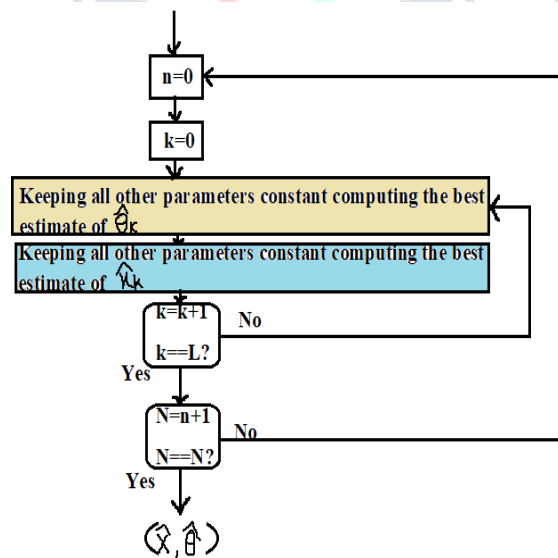 n=0
k=0
Keeping all other parameters constant computing the best
estimate of θ̂k
Keeping all other parameters constant computing the best
estimate of x̂k
k=k+1
No
k==L?
Yes
N=n+1
No
N==N?
Yes
(x̂, θ̂)